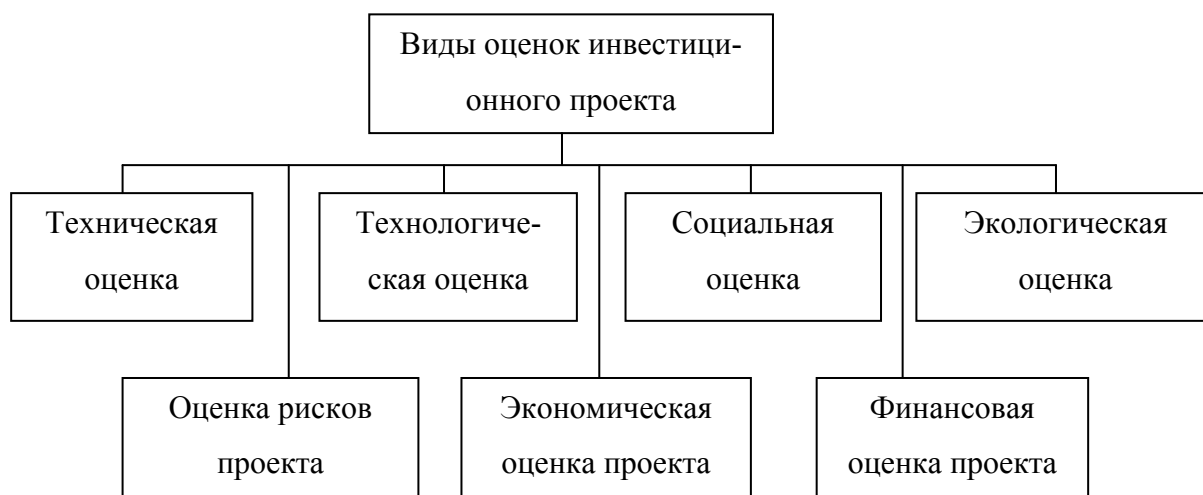 Виды оценок инвестици-
онного проекта
Техническая
оценка
Технологиче-
ская оценка
Социальная
оценка
Экологическая
оценка
Оценка рисков
проекта
Экономическая
оценка проекта
Финансовая
оценка проекта